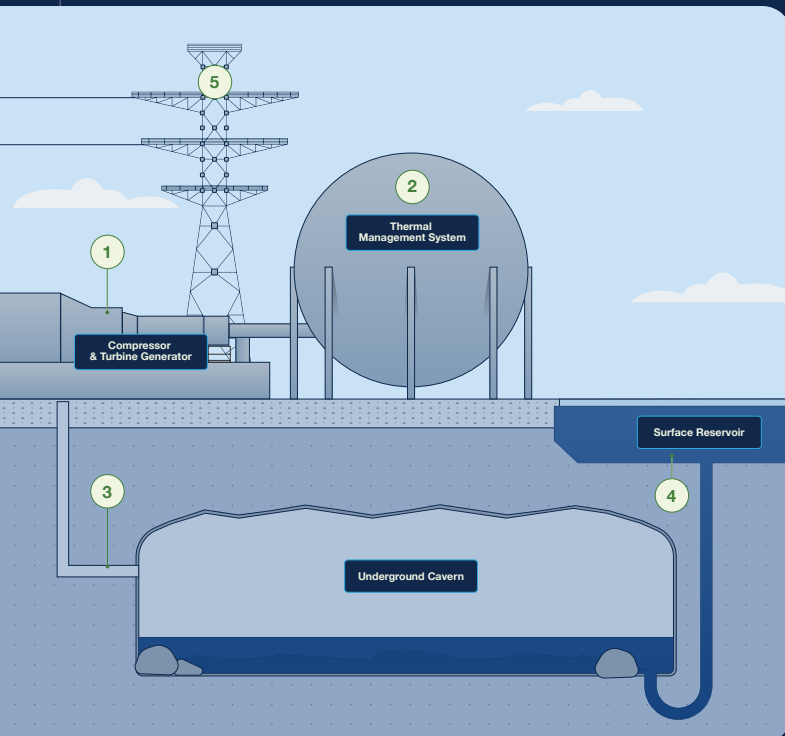 5
2
Thermal
Management System
1
Compressor
& Turbine Generator
Surface Reservoir
3
4
Underground Cavern